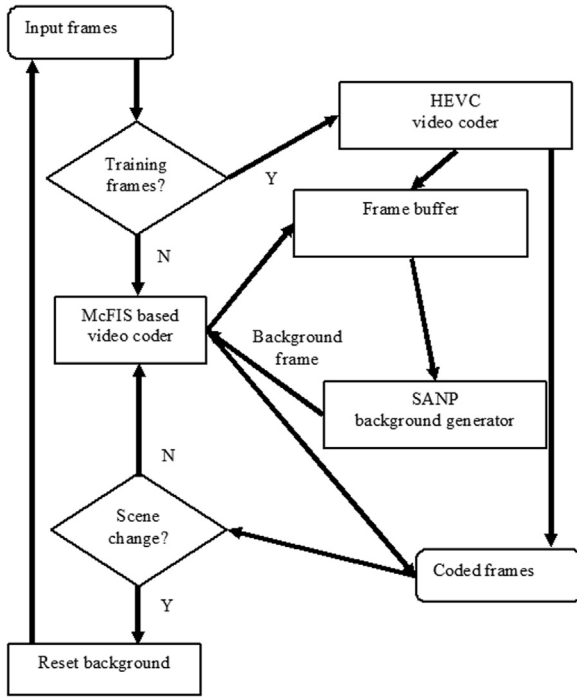 Input frames
HEVC
video coder
Training
frames?
Y
Frame buffer
N
McFIS based
video coder
Background
frame
SANP
background generator
N
Scene
change?
Coded frames
Y
Reset background